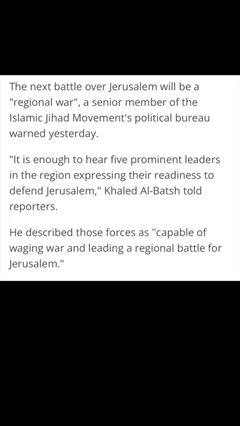 The next battle over Jerusalem will be a
"regional war", a senior member of the
Islamic Jihad Movement's political bureau
warned yesterday.
"It is enough to hear five prominent leaders
in the region expressing their readiness to
defend Jerusalem," Khaled Al-Batsh told
reporters.
He described those forces as "capable of
waging war and leading a regional battle for
Jerusalem."